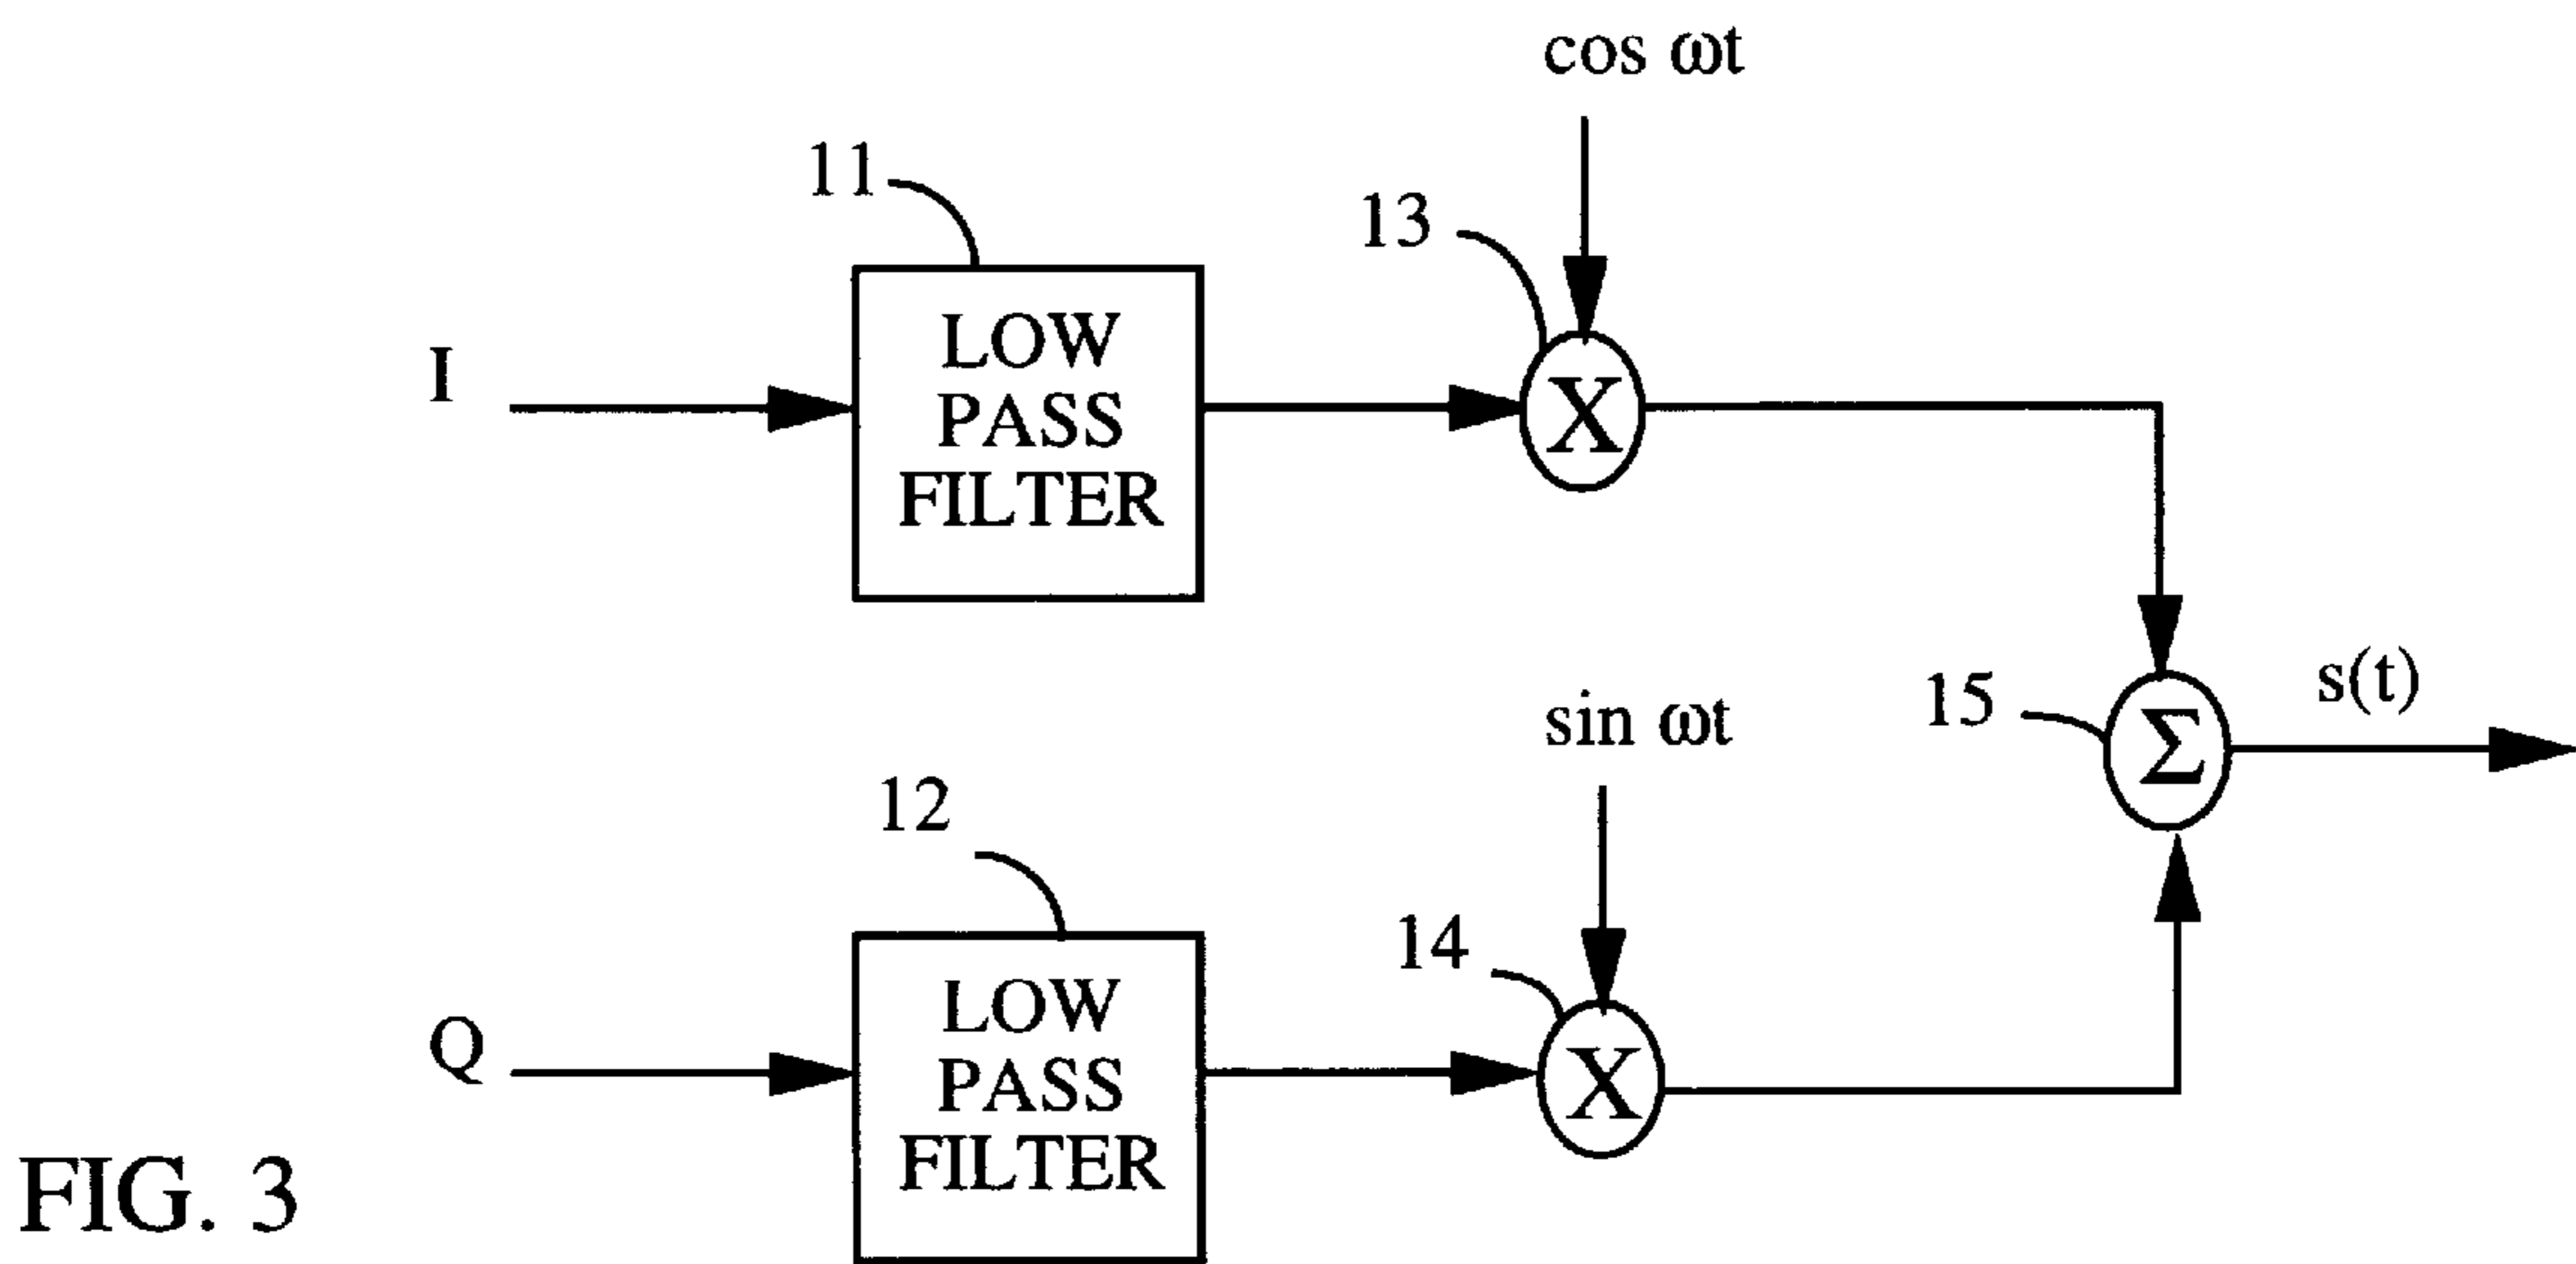 cos ωt
11
13
LOW
PASS
FILTER
I
X
sin ωt
15
s(t)
Σ
12
14
LOW
PASS
FILTER
Q
X
FIG. 3